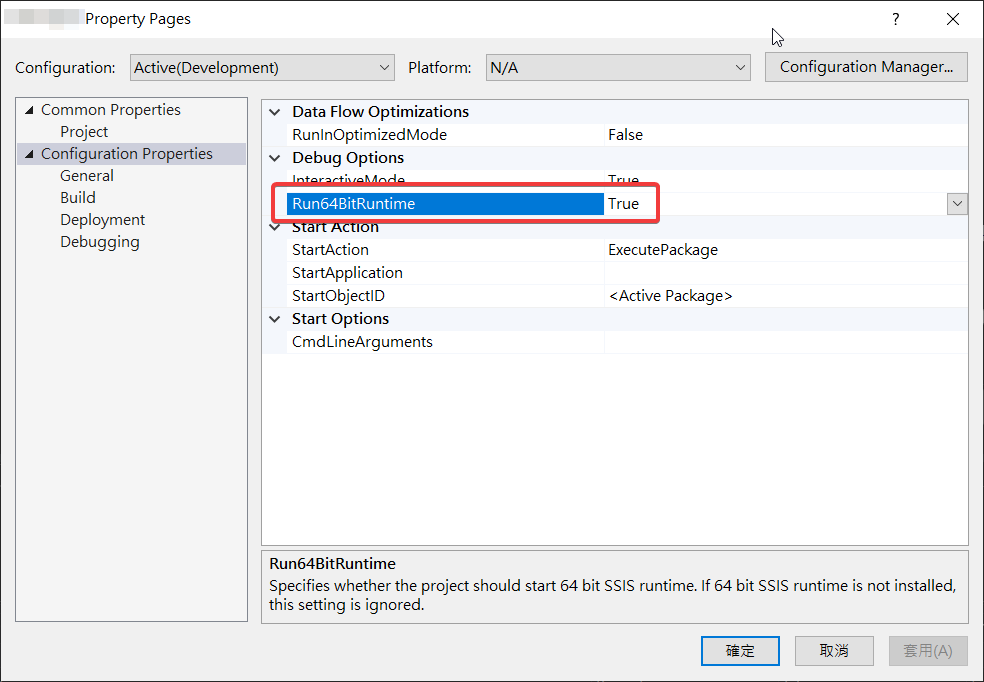 Property Pages
?
Configuration: Active(Development) Platform: N/A Configuration Manager...
Common Properties
Project
Configuration Properties
General
Build
Deployment
Debugging
Data Flow Optimizations
RunInOptimizedMode False
Debug Options
InteractiveMode True
Run64BitRuntime True
Start Action
StartAction ExecutePackage
StartApplication
StartObjectID <Active Package>
Start Options
CmdLineArguments
Run64BitRuntime
Specifies whether the project should start 64 bit SSIS runtime. If 64 bit SSIS runtime is not installed,
this setting is ignored.
確定 取消 套用(A)